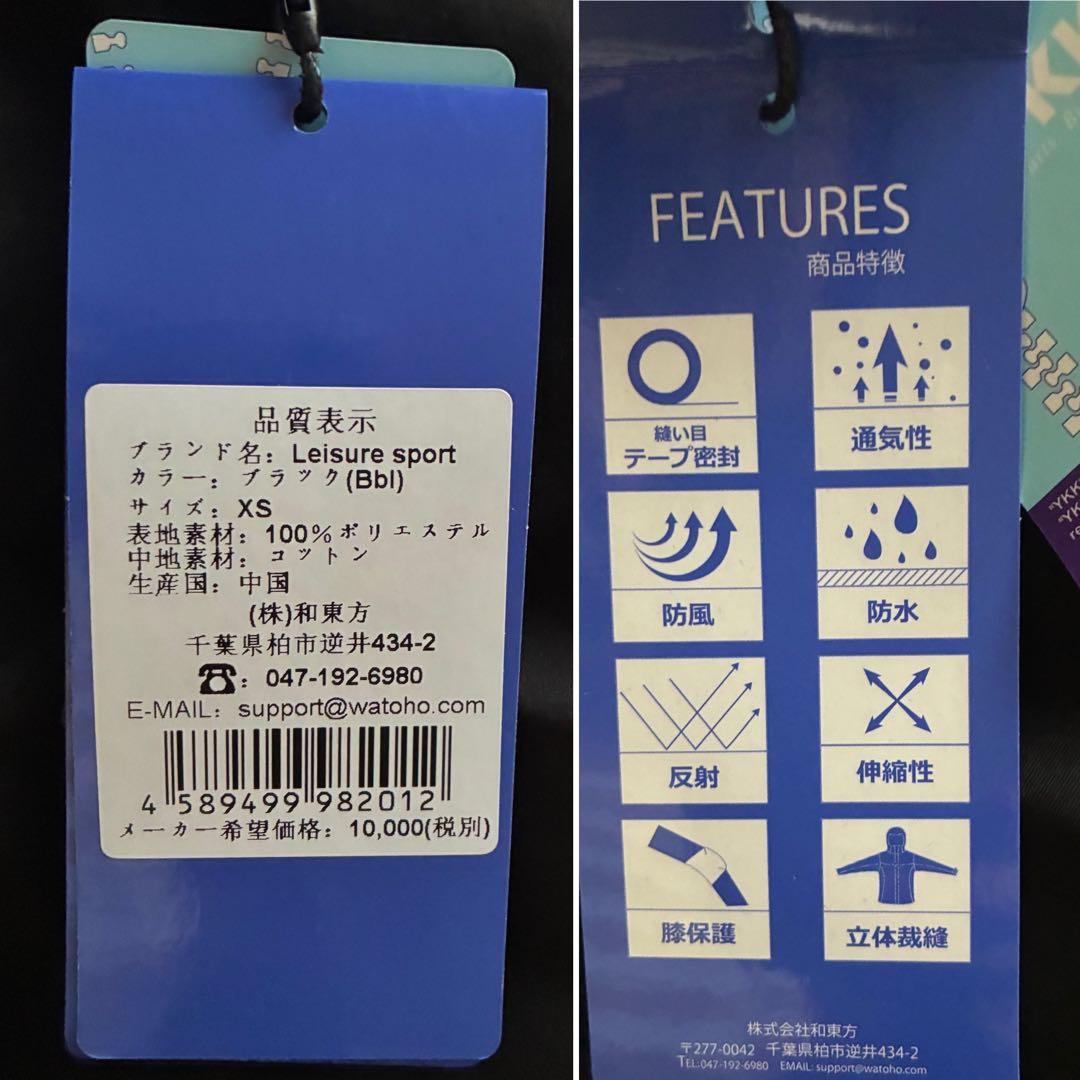 品質表示
ブランド名：Leisure sport
カラー：ブラック(Bbl)
サイズ：XS
表地素材：100％ポリエステル
中地素材：コットン
生産国：中国
(株)和東方
千葉県柏市逆井434-2
☎：047-192-6980
E-MAIL：support@watoho.com
4 589499 982012
メーカー希望価格：10,000(税別)
FEATURES
商品特徴
縫い目
テープ密封
通気性
防風
防水
反射
伸縮性
膝保護
立体裁縫
株式会社和東方
〒277-0042 千葉県柏市逆井434-2
TEL:047-192-6980 EMAIL: support@watoho.com